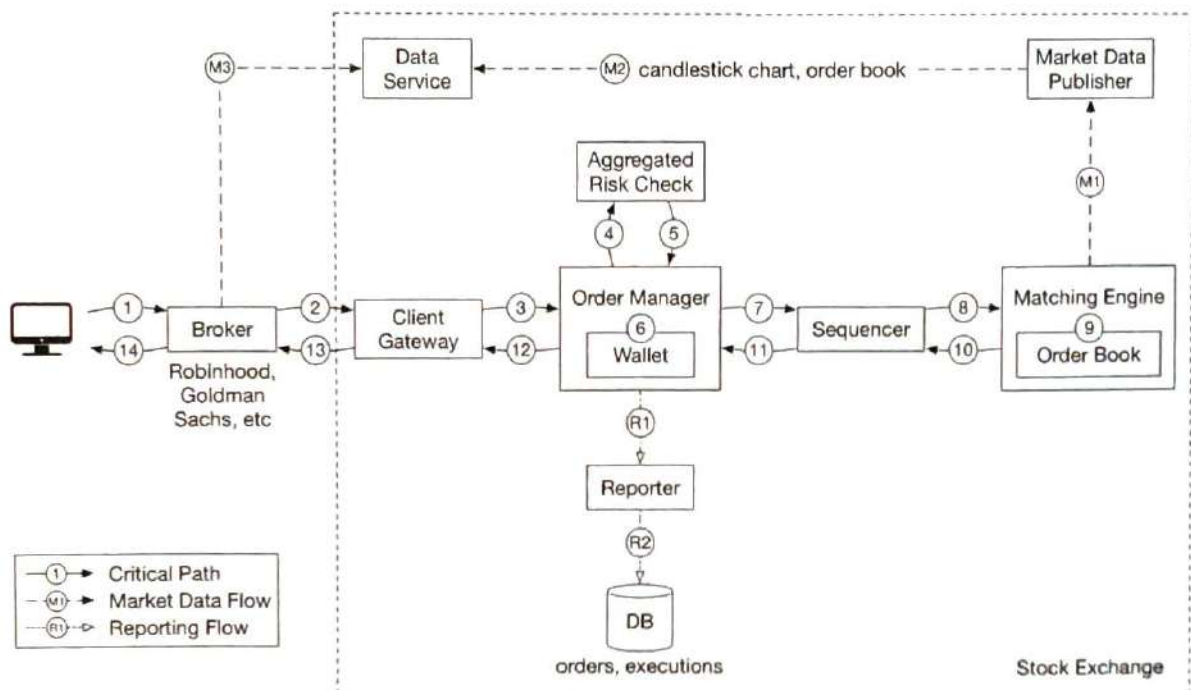 M3
Data
Service
M2
candlestick chart, order book
Market Data
Publisher
Aggregated
Risk Check
M1
4
5
1
2
3
Order Manager
7
8
Matching Engine
Broker
Client
Gateway
6
Wallet
Sequencer
9
Order Book
14
13
12
11
10
Robinhood,
Goldman
Sachs, etc
R1
Reporter
R2
1
Critical Path
M1
Market Data Flow
R1
Reporting Flow
DB
orders, executions
Stock Exchange